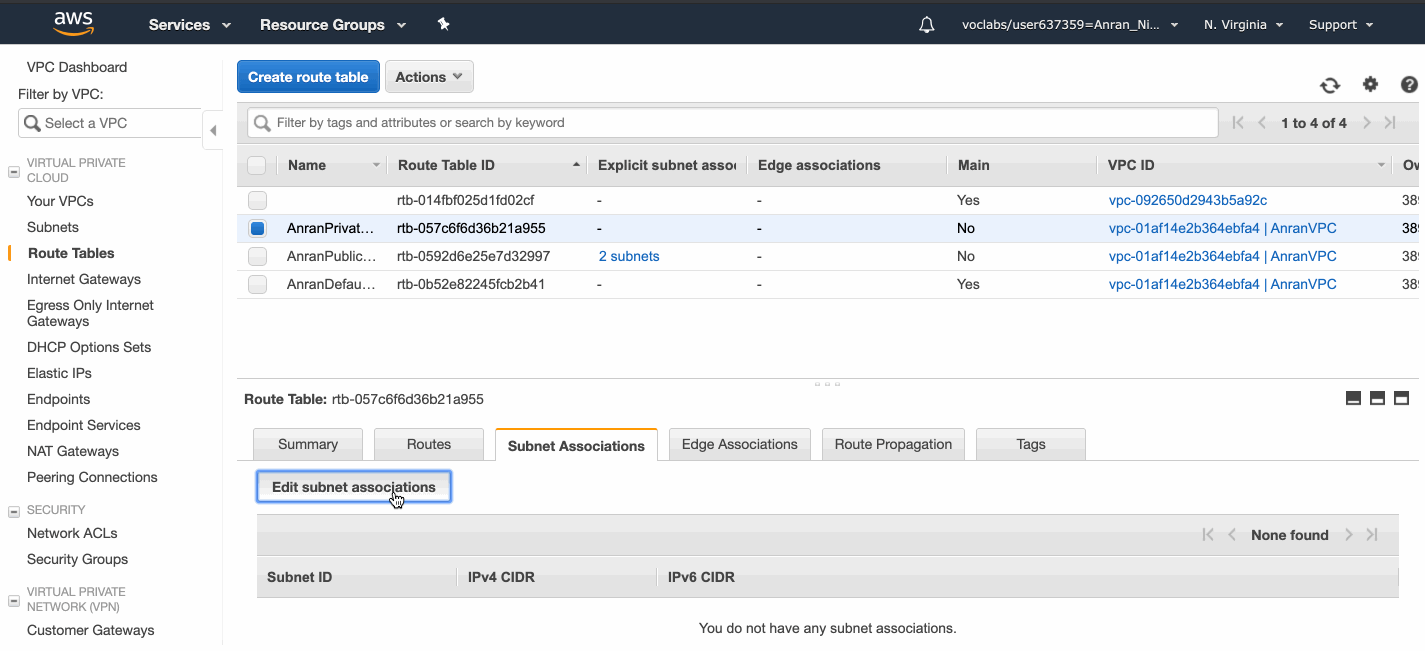 aws
Services
Resource Groups
voclabs/user637359=Anran_Ni...
N. Virginia
Support
VPC Dashboard
Filter by VPC:
Select a VPC
VIRTUAL PRIVATE
CLOUD
Your VPCs
Subnets
Route Tables
Internet Gateways
Egress Only Internet
Gateways
DHCP Options Sets
Elastic IPs
Endpoints
Endpoint Services
NAT Gateways
Peering Connections
SECURITY
Network ACLs
Security Groups
VIRTUAL PRIVATE
NETWORK (VPN)
Customer Gateways
Create route table
Actions
Filter by tags and attributes or search by keyword
1 to 4 of 4
Name Route Table ID Explicit subnet asso Edge associations Main VPC ID Ow
rtb-014fbf025d1fd02cf - - Yes vpc-092650d2943b5a92c 389
AnranPrivat... rtb-057c6f6d36b21a955 - - No vpc-01af14e2b364ebfa4 | AnranVPC 389
AnranPublic... rtb-0592d6e25e7d32997 2 subnets - No vpc-01af14e2b364ebfa4 | AnranVPC 389
AnranDefau... rtb-0b52e82245fcb2b41 - - Yes vpc-01af14e2b364ebfa4 | AnranVPC 389
Route Table: rtb-057c6f6d36b21a955
Summary
Routes
Subnet Associations
Edge Associations
Route Propagation
Tags
Edit subnet associations
None found
Subnet ID IPv4 CIDR IPv6 CIDR
You do not have any subnet associations.